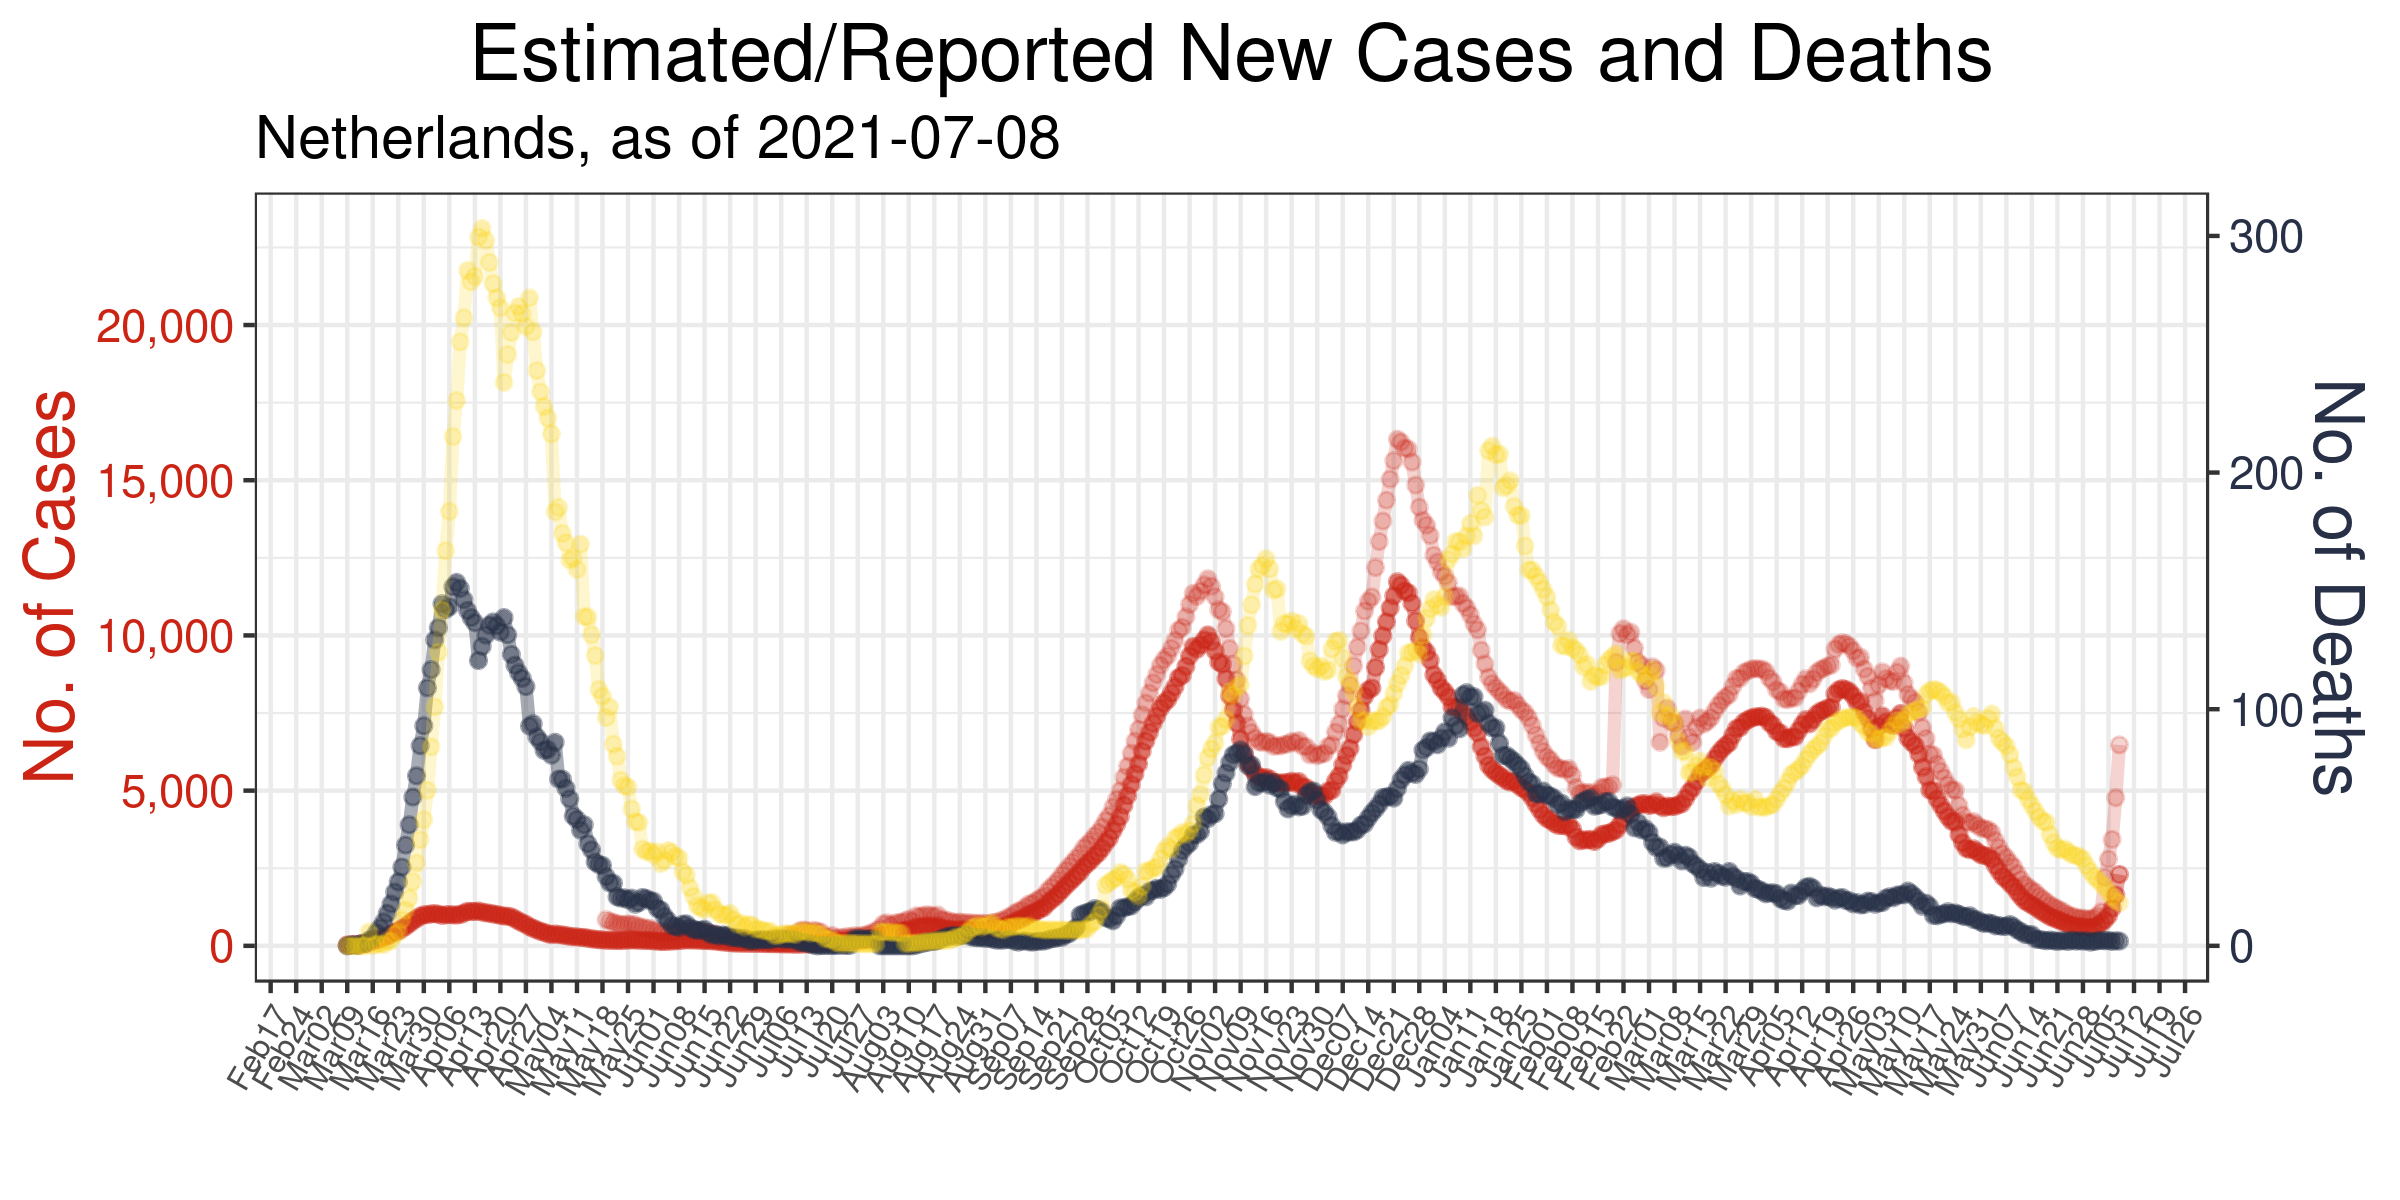 Estimated/Reported New Cases and Deaths
Netherlands, as of 2021-07-08
No. of Cases
20,000
15,000
10,000
5,000
0
300
200
100
0
No. of Deaths
Feb17
Feb24
Mar02
Mar09
Mar16
Mar23
Mar30
Apr06
Apr13
Apr20
Apr27
May04
May11
May18
May25
Jun01
Jun08
Jun15
Jun22
Jun29
Jul06
Jul13
Jul20
Jul27
Aug03
Aug10
Aug17
Aug24
Aug31
Sep07
Sep14
Sep21
Sep28
Oct05
Oct12
Oct19
Oct26
Nov02
Nov09
Nov16
Nov23
Nov30
Dec07
Dec14
Dec21
Dec28
Jan04
Jan11
Jan18
Jan25
Feb01
Feb08
Feb15
Feb22
Mar01
Mar08
Mar15
Mar22
Mar29
Apr05
Apr12
Apr19
Apr26
May03
May10
May17
May24
May31
Jun07
Jun14
Jun21
Jun28
Jul05
Jul12
Jul19
Jul26